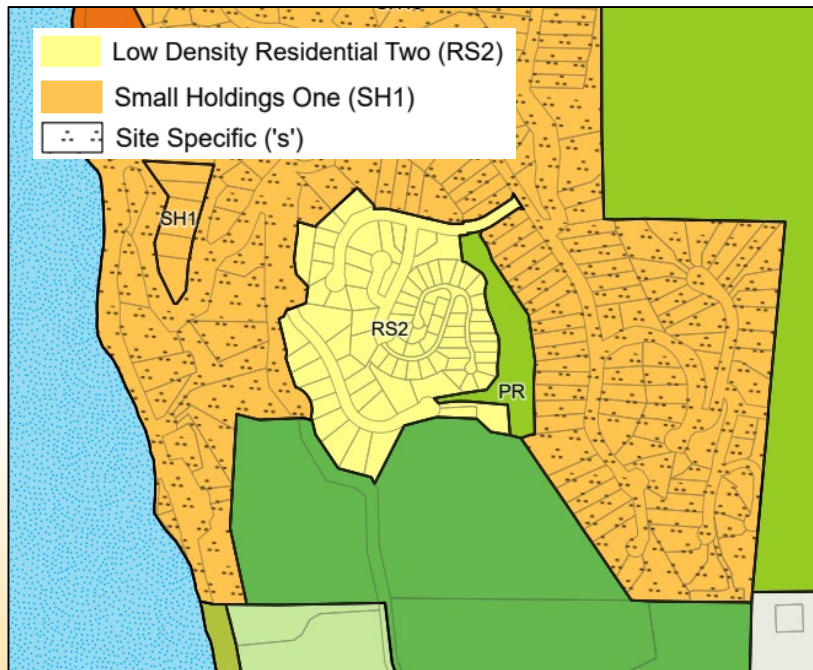 Low Density Residential Two (RS2)
Small Holdings One (SH1)
Site Specific ('s')
SH1
RS2
PR